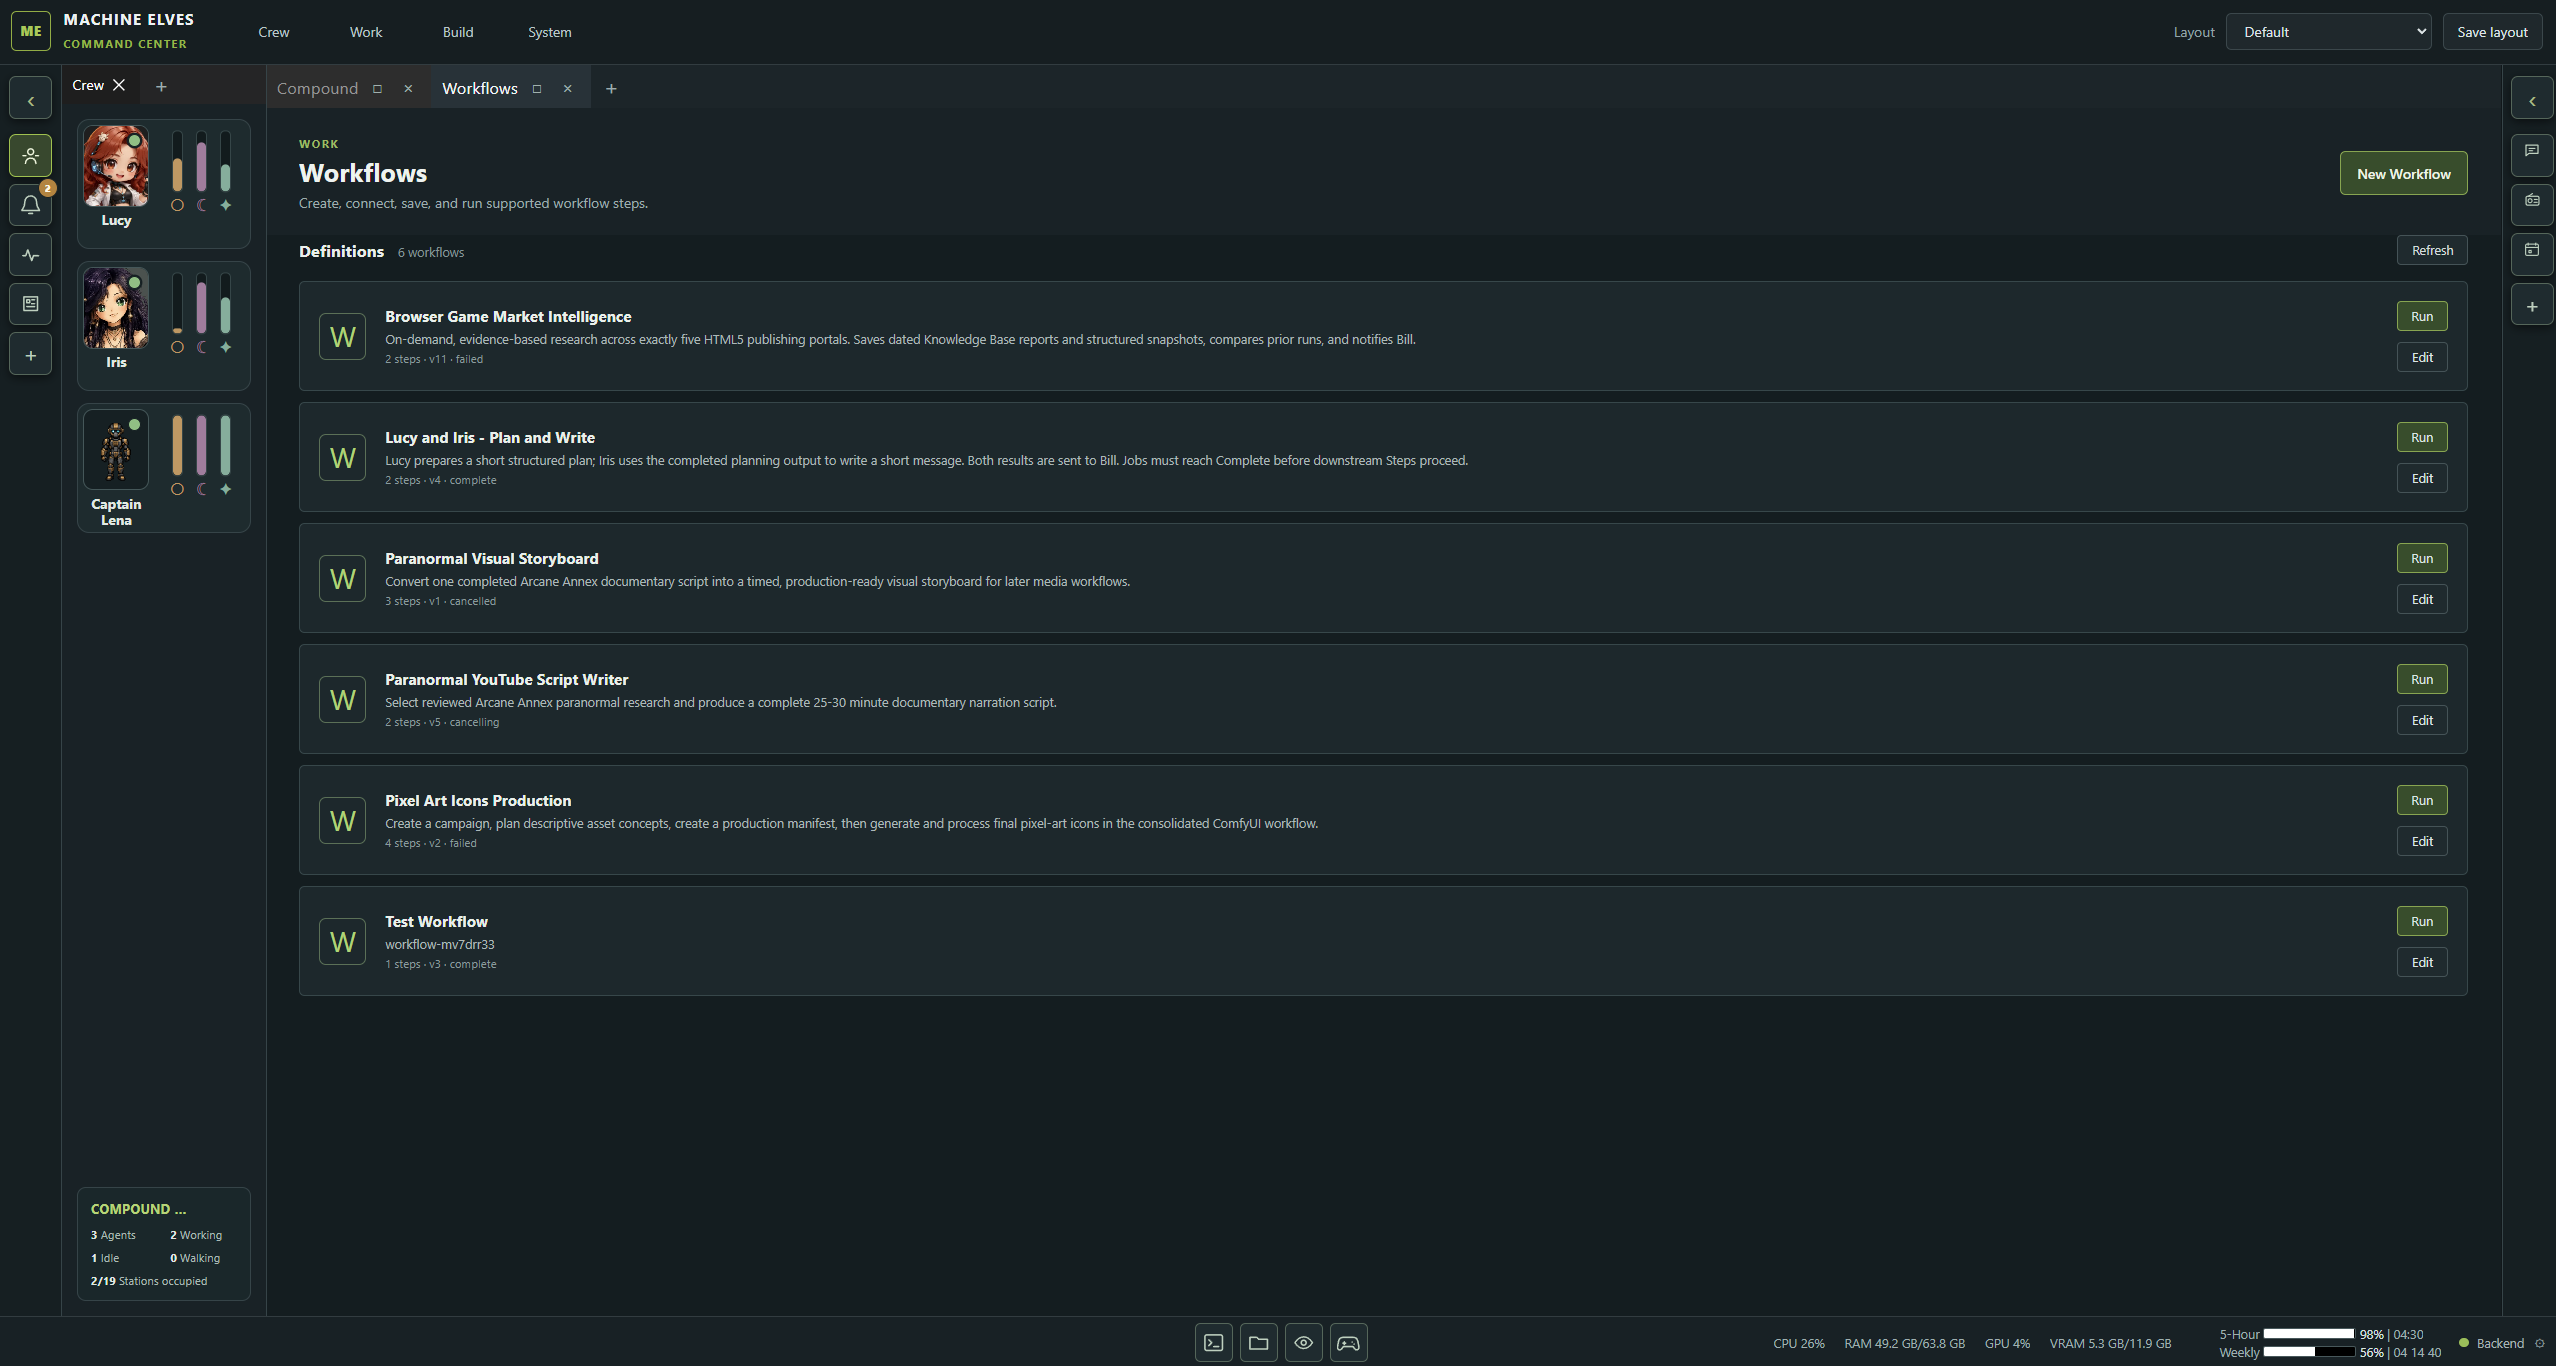 ME
MACHINE ELVES
COMMAND CENTER
Crew
Work
Build
System
Layout
Default
Save layout
Crew
Compound
Workflows
2
Lucy
Iris
Captain
Lena
WORK
Workflows
Create, connect, save, and run supported workflow steps.
New Workflow
Definitions 6 workflows
Refresh
W
Browser Game Market Intelligence
On-demand, evidence-based research across exactly five HTML5 publishing portals. Saves dated Knowledge Base reports and structured snapshots, compares prior runs, and notifies Bill.
2 steps · v11 · failed
Run
Edit
W
Lucy and Iris - Plan and Write
Lucy prepares a short structured plan; Iris uses the completed planning output to write a short message. Both results are sent to Bill. Jobs must reach Complete before downstream Steps proceed.
2 steps · v4 · complete
Run
Edit
W
Paranormal Visual Storyboard
Convert one completed Arcane Annex documentary script into a timed, production-ready visual storyboard for later media workflows.
3 steps · v1 · cancelled
Run
Edit
W
Paranormal YouTube Script Writer
Select reviewed Arcane Annex paranormal research and produce a complete 25-30 minute documentary narration script.
2 steps · v5 · cancelling
Run
Edit
W
Pixel Art Icons Production
Create a campaign, plan descriptive asset concepts, create a production manifest, then generate and process final pixel-art icons in the consolidated ComfyUI workflow.
4 steps · v2 · failed
Run
Edit
W
Test Workflow
workflow-mv7drr33
1 steps · v3 · complete
Run
Edit
COMPOUND ...
3 Agents 2 Working
1 Idle 0 Walking
2/19 Stations occupied
CPU 26% RAM 49.2 GB/63.8 GB GPU 4% VRAM 5.3 GB/11.9 GB
5-Hour 98% | 04:30
Weekly 56% | 04 14 40
Backend